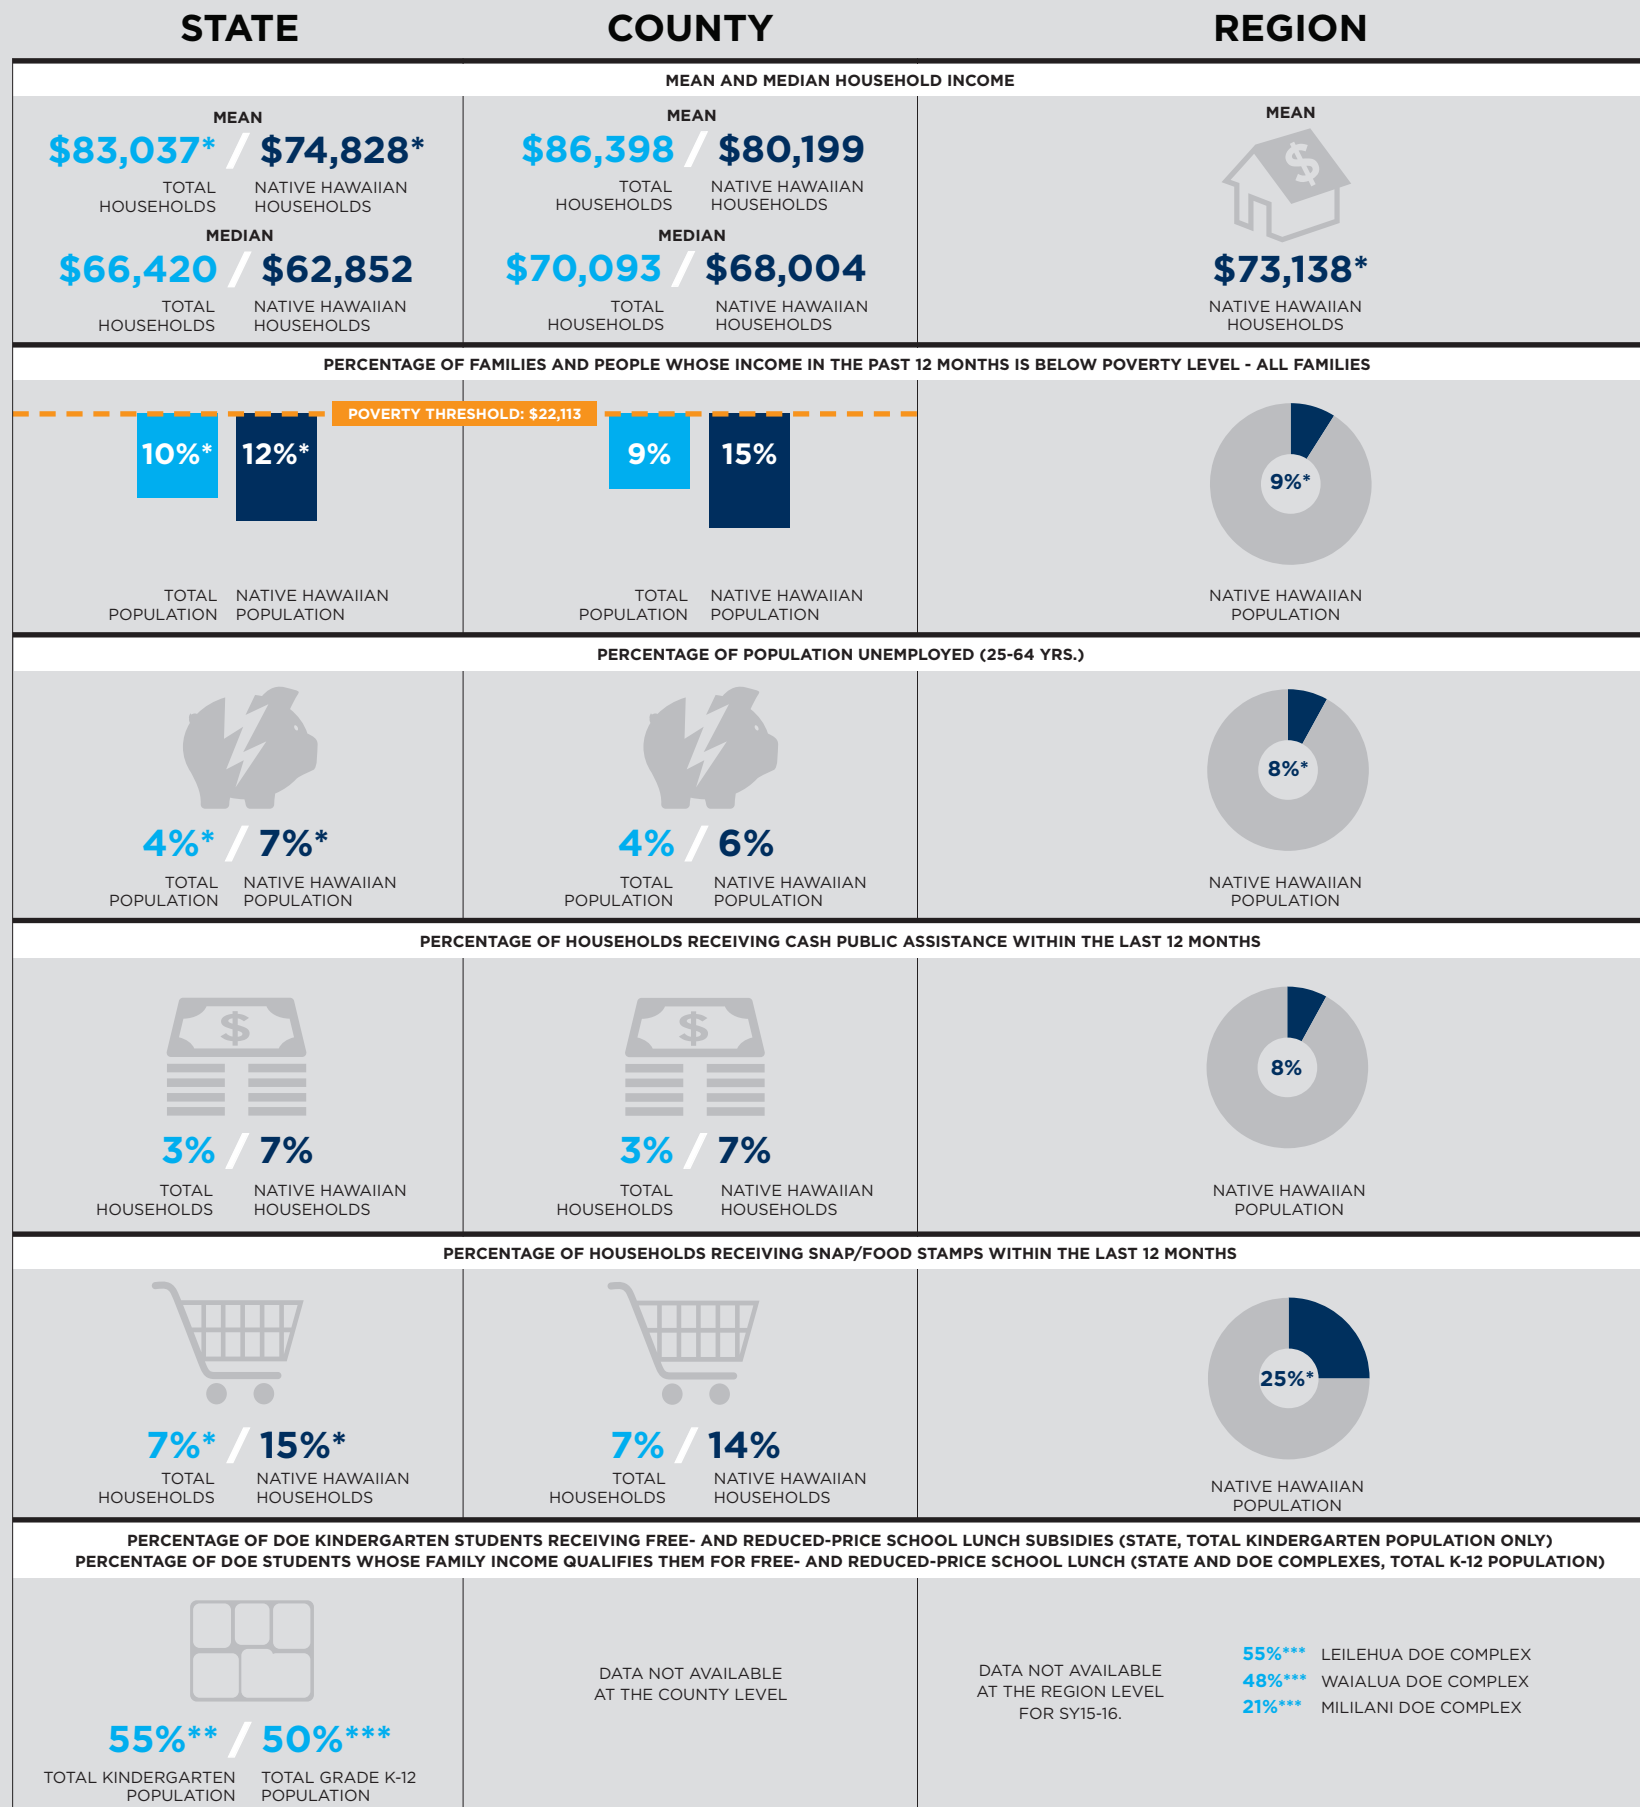 STATE
COUNTY
REGION
MEAN AND MEDIAN HOUSEHOLD INCOME
MEAN
$83,037* / $74,828*
TOTAL HOUSEHOLDS
NATIVE HAWAIIAN HOUSEHOLDS
MEDIAN
$66,420 / $62,852
TOTAL HOUSEHOLDS
NATIVE HAWAIIAN HOUSEHOLDS
MEAN
$86,398 / $80,199
TOTAL HOUSEHOLDS
NATIVE HAWAIIAN HOUSEHOLDS
MEDIAN
$70,093 / $68,004
TOTAL HOUSEHOLDS
NATIVE HAWAIIAN HOUSEHOLDS
MEAN
$
$73,138*
NATIVE HAWAIIAN
HOUSEHOLDS
PERCENTAGE OF FAMILIES AND PEOPLE WHOSE INCOME IN THE PAST 12 MONTHS IS BELOW POVERTY LEVEL - ALL FAMILIES
POVERTY THRESHOLD: $22,113
10%*
12%*
TOTAL POPULATION
NATIVE HAWAIIAN POPULATION
9%
15%
TOTAL POPULATION
NATIVE HAWAIIAN POPULATION
9%*
NATIVE HAWAIIAN
POPULATION
PERCENTAGE OF POPULATION UNEMPLOYED (25-64 YRS.)
4%* / 7%*
TOTAL POPULATION
NATIVE HAWAIIAN POPULATION
4% / 6%
TOTAL POPULATION
NATIVE HAWAIIAN POPULATION
8%*
NATIVE HAWAIIAN
POPULATION
PERCENTAGE OF HOUSEHOLDS RECEIVING CASH PUBLIC ASSISTANCE WITHIN THE LAST 12 MONTHS
$
3% / 7%
TOTAL HOUSEHOLDS
NATIVE HAWAIIAN HOUSEHOLDS
$
3% / 7%
TOTAL HOUSEHOLDS
NATIVE HAWAIIAN HOUSEHOLDS
8%
NATIVE HAWAIIAN
POPULATION
PERCENTAGE OF HOUSEHOLDS RECEIVING SNAP/FOOD STAMPS WITHIN THE LAST 12 MONTHS
7%* / 15%*
TOTAL HOUSEHOLDS
NATIVE HAWAIIAN HOUSEHOLDS
7% / 14%
TOTAL HOUSEHOLDS
NATIVE HAWAIIAN HOUSEHOLDS
25%*
NATIVE HAWAIIAN
POPULATION
PERCENTAGE OF DOE KINDERGARTEN STUDENTS RECEIVING FREE- AND REDUCED-PRICE SCHOOL LUNCH SUBSIDIES (STATE, TOTAL KINDERGARTEN POPULATION ONLY)
PERCENTAGE OF DOE STUDENTS WHOSE FAMILY INCOME QUALIFIES THEM FOR FREE- AND REDUCED-PRICE SCHOOL LUNCH (STATE AND DOE COMPLEXES, TOTAL K-12 POPULATION)
55%** / 50%***
TOTAL KINDERGARTEN POPULATION
TOTAL GRADE K-12 POPULATION
DATA NOT AVAILABLE
AT THE COUNTY LEVEL
DATA NOT AVAILABLE
AT THE REGION LEVEL
FOR SY15-16.
55%*** LEILEHUA DOE COMPLEX
48%*** WAIALUA DOE COMPLEX
21%*** MILILANI DOE COMPLEX